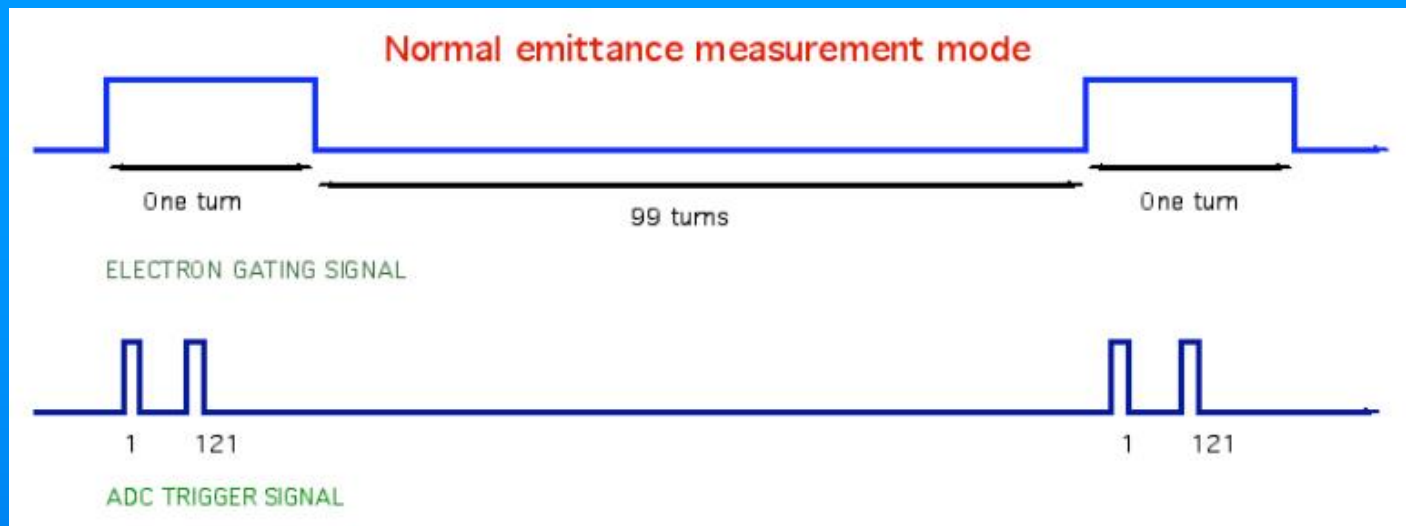 Normal emittance measurement mode
One turn
99 turns
One turn
ELECTRON GATING SIGNAL
1
121
1
121
ADC TRIGGER SIGNAL